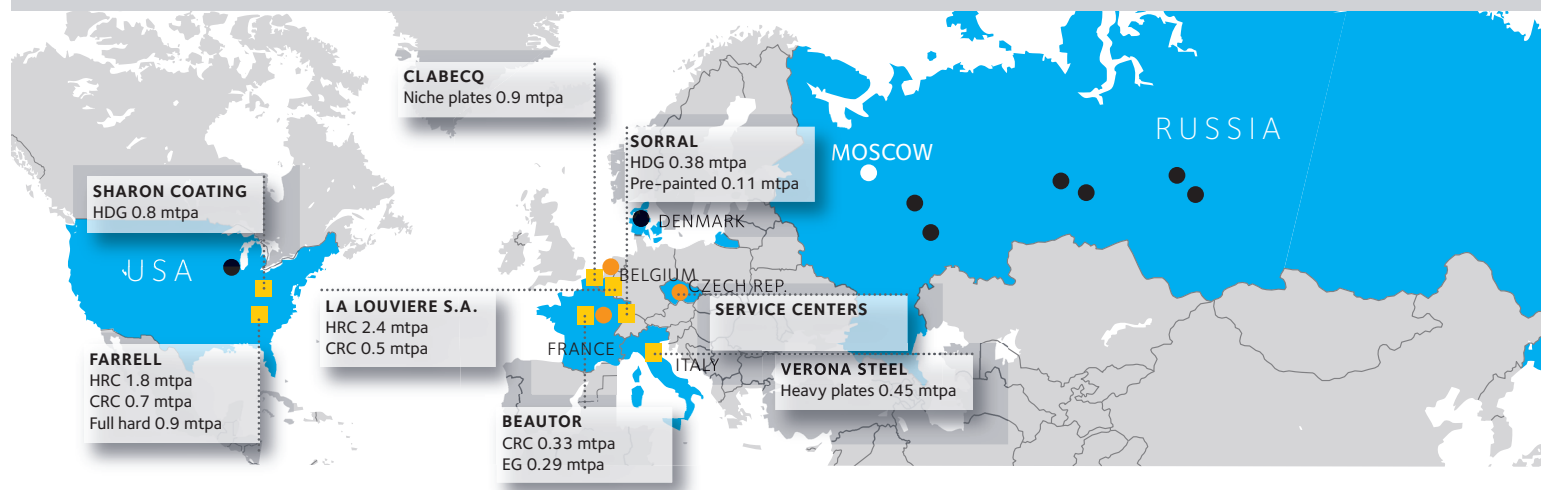 CLABECQ
Niche plates 0.9 mtpa
SORRAL
HDG 0.38 mtpa
Pre-painted 0.11 mtpa
RUSSIA
MOSCOW
SHARON COATING
HDG 0.8 mtpa
DENMARK
USA
BELGIUM
CZECH REP.
LA LOUVIERE S.A.
HRC 2.4 mtpa
CRC 0.5 mtpa
SERVICE CENTERS
FRANCE
ITALY
FARRELL
HRC 1.8 mtpa
CRC 0.7 mtpa
Full hard 0.9 mtpa
VERONA STEEL
Heavy plates 0.45 mtpa
BEAUTOR
CRC 0.33 mtpa
EG 0.29 mtpa